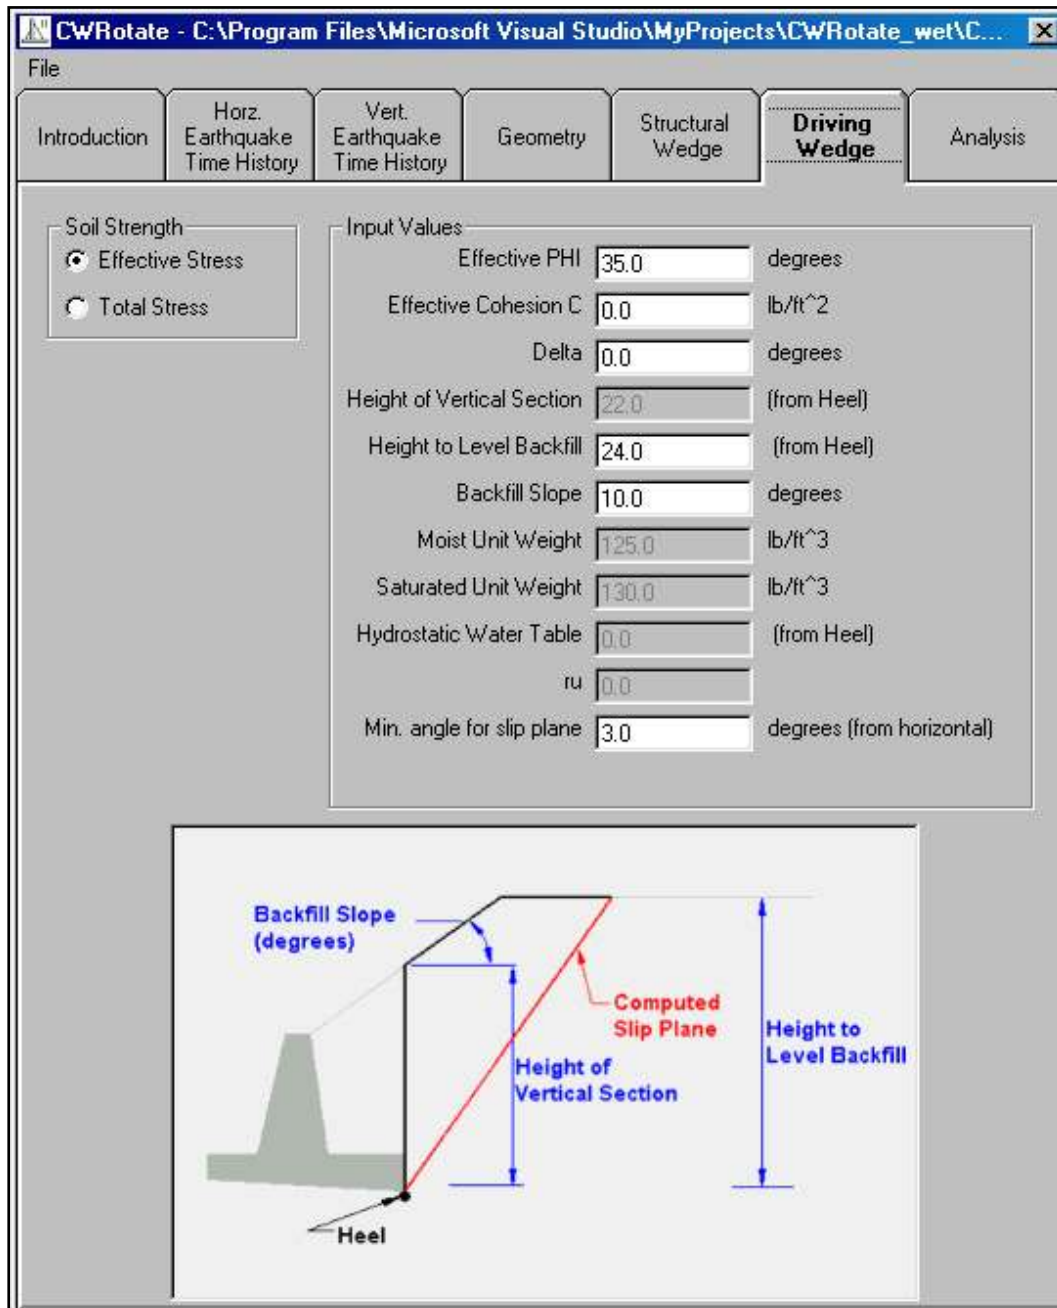 CWRotate - C:\Program Files\Microsoft Visual Studio\MyProjects\CWRotate_wet\C...
File
Introduction
Horz.
Earthquake
Time History
Vert.
Earthquake
Time History
Geometry
Structural
Wedge
Driving
Wedge
Analysis
Soil Strength
Effective Stress
Total Stress
Input Values
Effective PHI 35.0 degrees
Effective Cohesion C 0.0 lb/ft^2
Delta 0.0 degrees
Height of Vertical Section 22.0 (from Heel)
Height to Level Backfill 24.0 (from Heel)
Backfill Slope 10.0 degrees
Moist Unit Weight 125.0 lb/ft^3
Saturated Unit Weight 130.0 lb/ft^3
Hydrostatic Water Table 0.0 (from Heel)
ru 0.0
Min. angle for slip plane 3.0 degrees (from horizontal)
Backfill Slope
(degrees)
Computed
Slip Plane
Height to
Level Backfill
Height of
Vertical Section
Heel